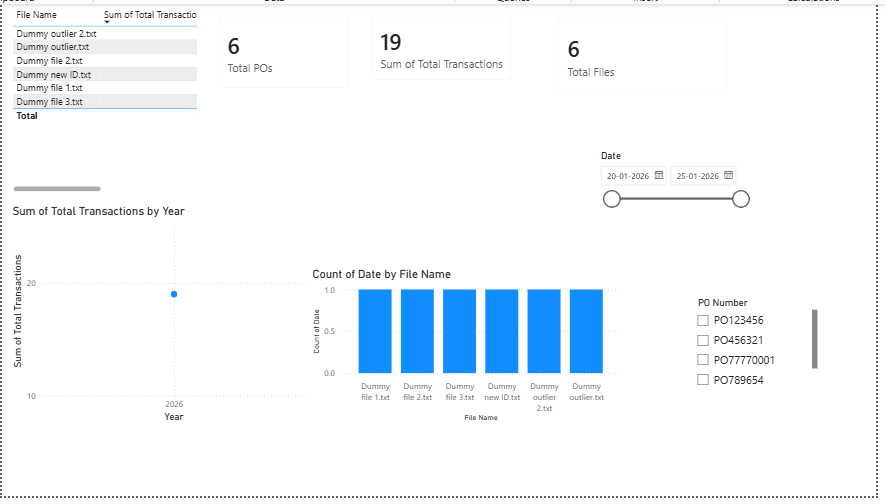 File Name Sum of Total Transactio
Dummy outlier 2.txt
Dummy outlier.txt
Dummy file 2.txt
Dummy new ID.txt
Dummy file 1.txt
Dummy file 3.txt
Total
6
Total POs
19
Sum of Total Transactions
6
Total Files
Date
20-01-2026 25-01-2026
Sum of Total Transactions by Year
Sum of Total Transactions
20
10
2026
Year
Count of Date by File Name
Count of Date
1.0
0.5
0.0
Dummy file 1.txt
Dummy file 2.txt
Dummy file 3.txt
Dummy new ID.txt
Dummy outlier 2.txt
Dummy outlier.txt
File Name
PO Number
PO123456
PO456321
PO77770001
PO789654